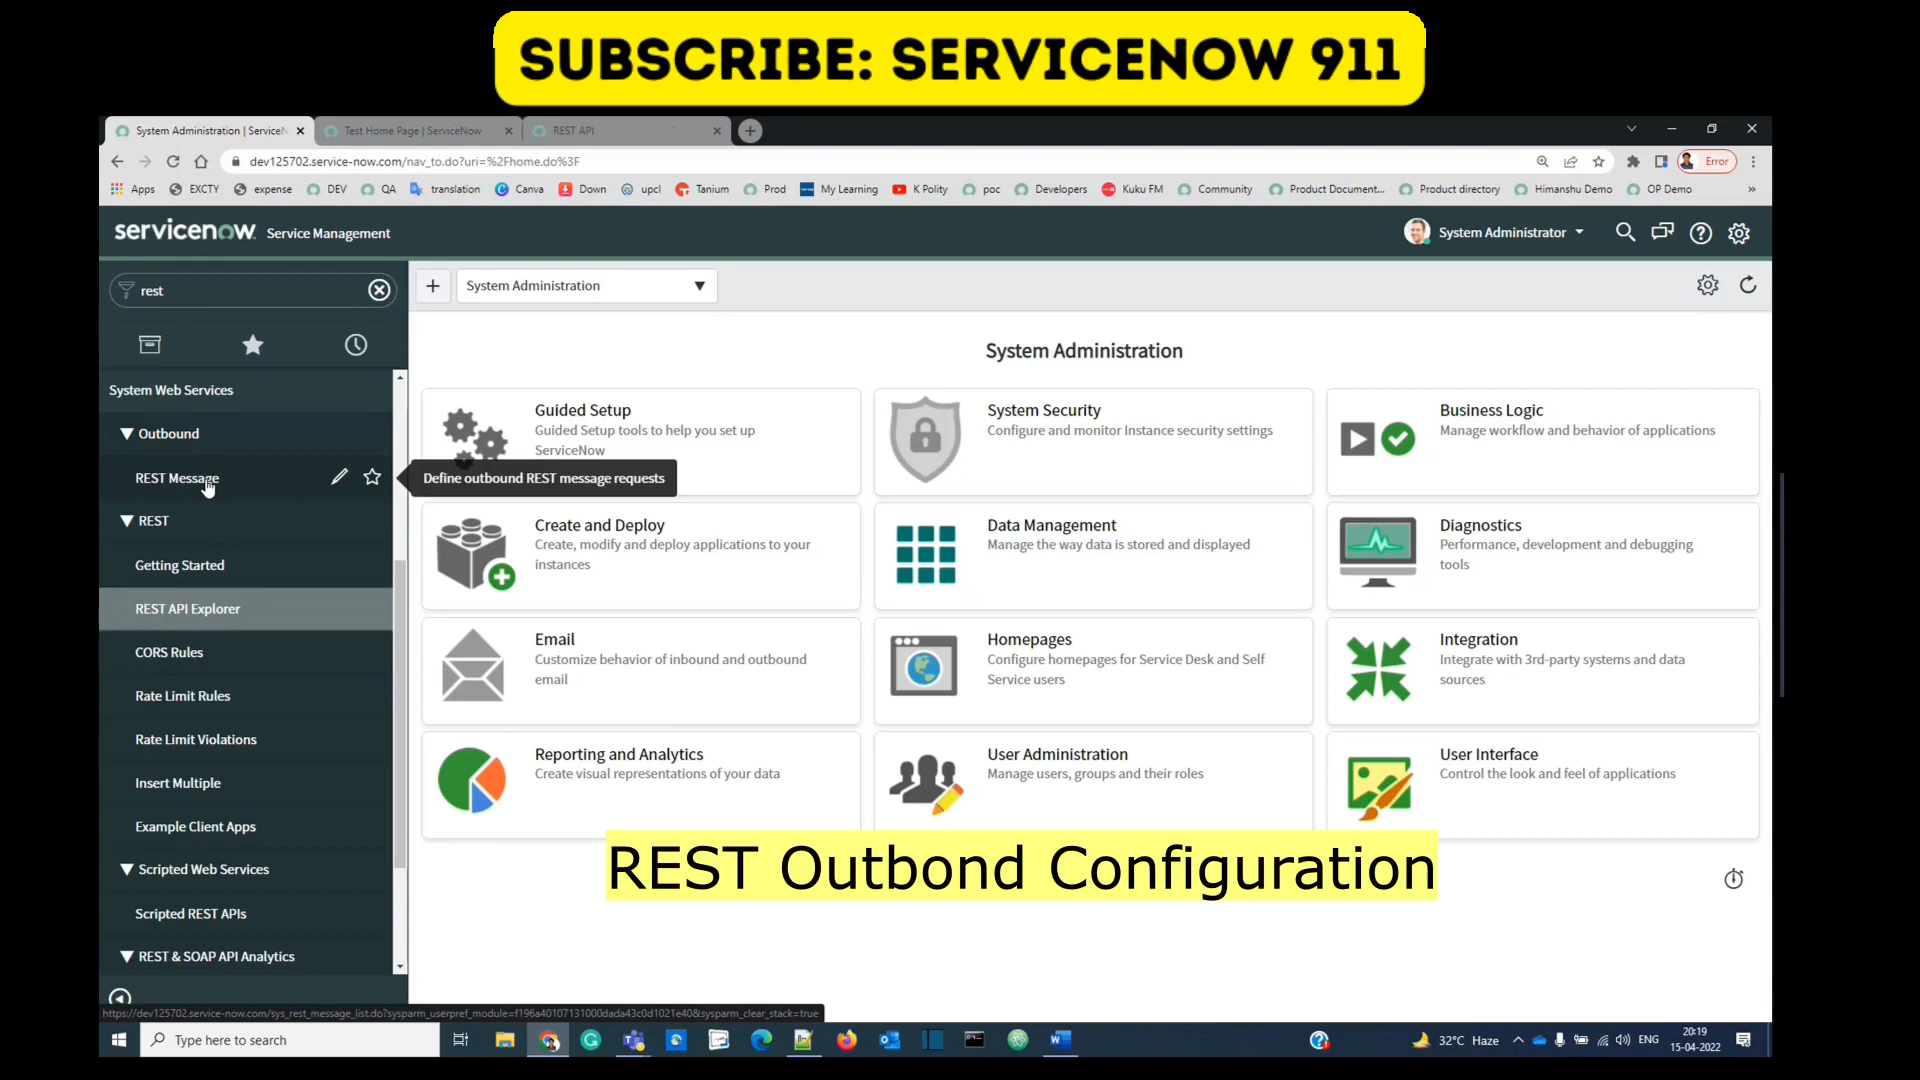 SUBSCRIBE: SERVICENOW 911
System Administration | ServiceN
Test Home Page | ServiceNow
REST API
dev125702.service-now.com/nav_to.do?uri=%2Fhome.do%3F
Error
Apps
EXCTY
expense
DEV
QA
translation
Canva
Down
upcl
Tanium
Prod
My Learning
K Polity
poc
Developers
Kuku FM
Community
Product Document...
Product directory
Himanshu Demo
OP Demo
»
servicenow Service Management
System Administrator
rest
System Administration
System Web Services
Outbound
REST Message
Define outbound REST message requests
REST
Getting Started
REST API Explorer
CORS Rules
Rate Limit Rules
Rate Limit Violations
Insert Multiple
Example Client Apps
Scripted Web Services
Scripted REST APIs
REST & SOAP API Analytics
System Administration
Guided Setup
Guided Setup tools to help you set up
ServiceNow
System Security
Configure and monitor Instance security settings
Business Logic
Manage workflow and behavior of applications
Create and Deploy
Create, modify and deploy applications to your
instances
Data Management
Manage the way data is stored and displayed
Diagnostics
Performance, development and debugging
tools
Email
Customize behavior of inbound and outbound
email
Homepages
Configure homepages for Service Desk and Self
Service users
Integration
Integrate with 3rd-party systems and data
sources
Reporting and Analytics
Create visual representations of your data
User Administration
Manage users, groups and their roles
User Interface
Control the look and feel of applications
REST Outbond Configuration
https://dev125702.service-now.com/sys_rest_message_list.do?sysparm_userpref_module=f196a40107131000dada43c0d1021e40&sysparm_clear_stack=true
Type here to search
32°C Haze
ENG
20:19
15-04-2022